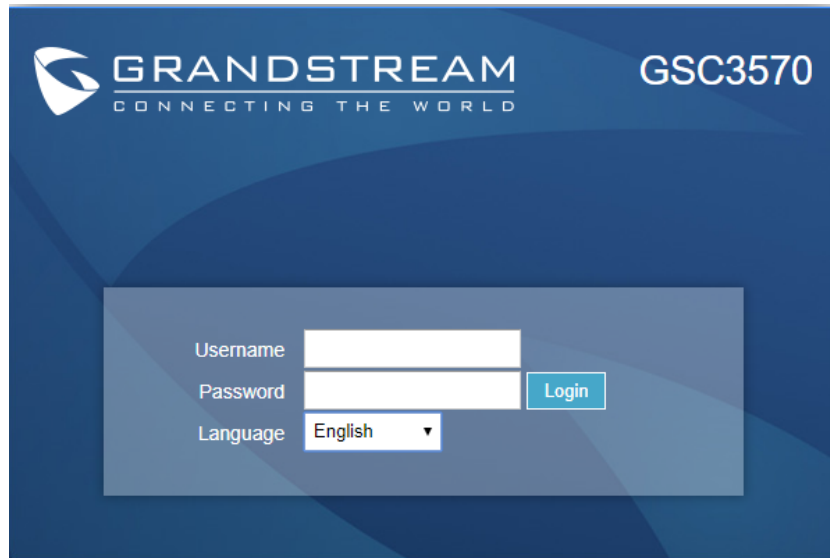 GRANDSTREAM
CONNECTING THE WORLD
GSC3570
Username
Password
Login
Language
English